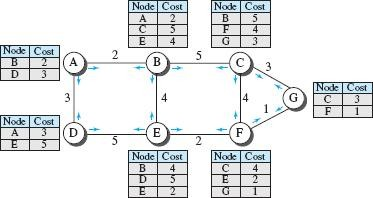 Node Cost
A 2
C 5
E 4
Node Cost
B 5
F 4
G 3
Node Cost
B 2
D 3
A
2
B
5
C
3
Node Cost
C 3
F 1
G
3
4
4
1
Node Cost
A 3
E 5
D
5
E
2
F
Node Cost
B 4
D 5
E 2
Node Cost
C 4
E 2
G 1